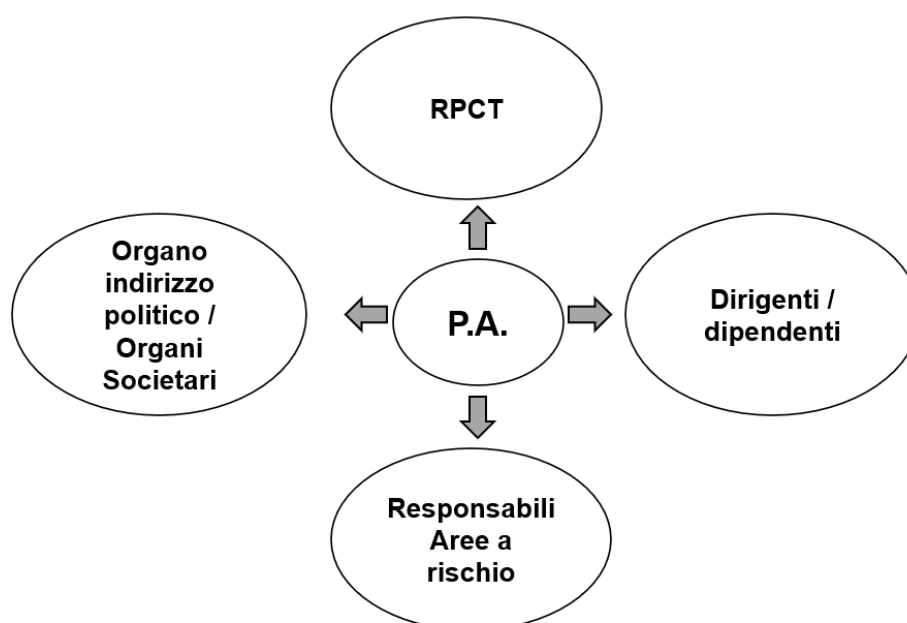 RPCT
Organo
indirizzo
politico /
Organi
Societari
P.A.
Dirigenti /
dipendenti
Responsabili
Aree a
rischio